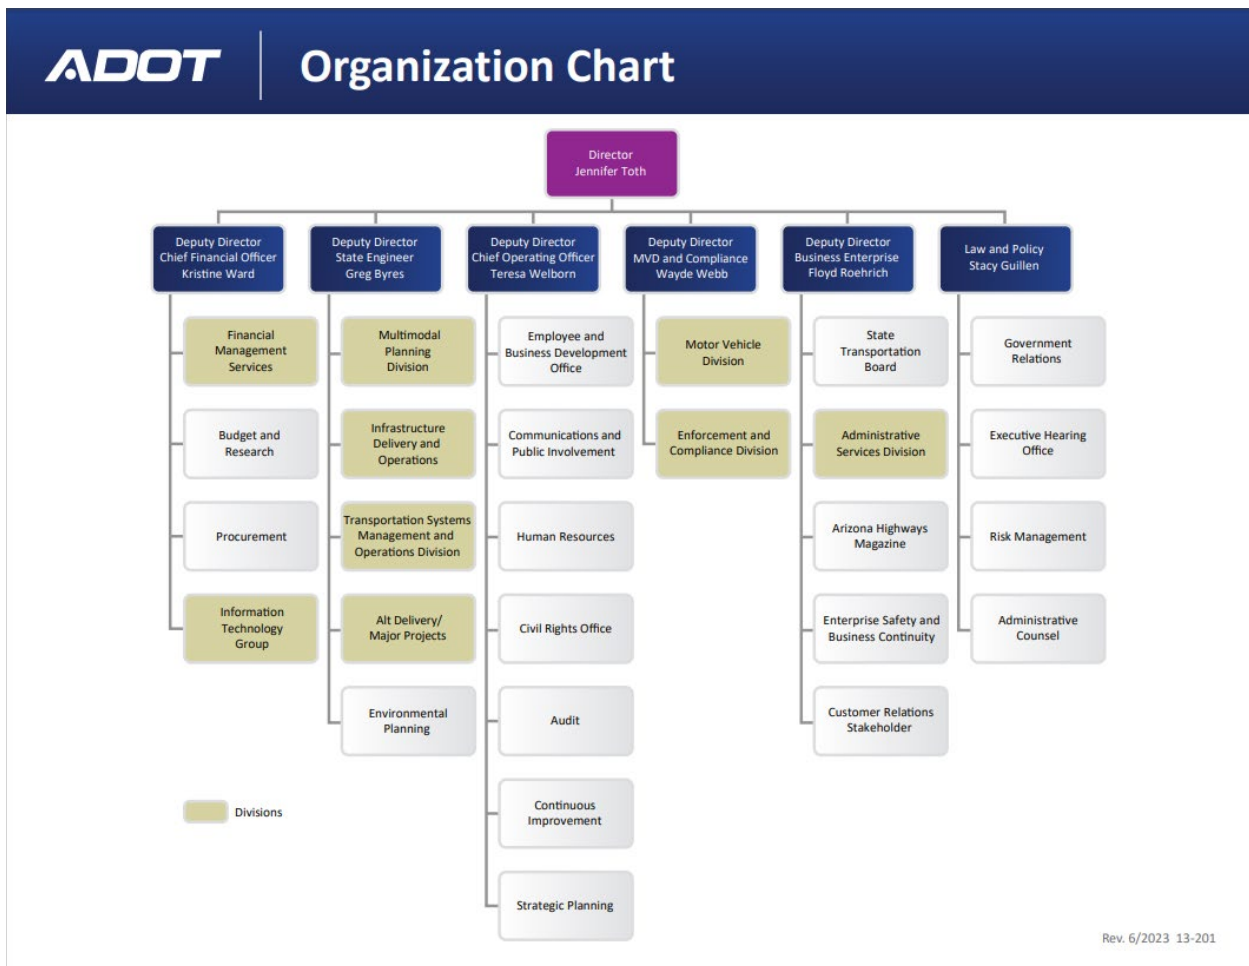 ADOT
Organization Chart
Director
Jennifer Toth
Deputy Director
Chief Financial Officer
Kristine Ward
Deputy Director
State Engineer
Greg Byres
Deputy Director
Chief Operating Officer
Teresa Welborn
Deputy Director
MVD and Compliance
Wayde Webb
Deputy Director
Business Enterprise
Floyd Roehrich
Law and Policy
Stacy Guillen
Financial
Management
Services
Budget and
Research
Procurement
Information
Technology
Group
Multimodal
Planning
Division
Infrastructure
Delivery and
Operations
Transportation Systems
Management and
Operations Division
Alt Delivery/
Major Projects
Environmental
Planning
Employee and
Business Development
Office
Communications and
Public Involvement
Human Resources
Civil Rights Office
Audit
Continuous
Improvement
Strategic Planning
Motor Vehicle
Division
Enforcement and
Compliance Division
State
Transportation
Board
Administrative
Services Division
Arizona Highways
Magazine
Enterprise Safety and
Business Continuity
Customer Relations
Stakeholder
Government
Relations
Executive Hearing
Office
Risk Management
Administrative
Counsel
Divisions
Rev. 6/2023 13-201